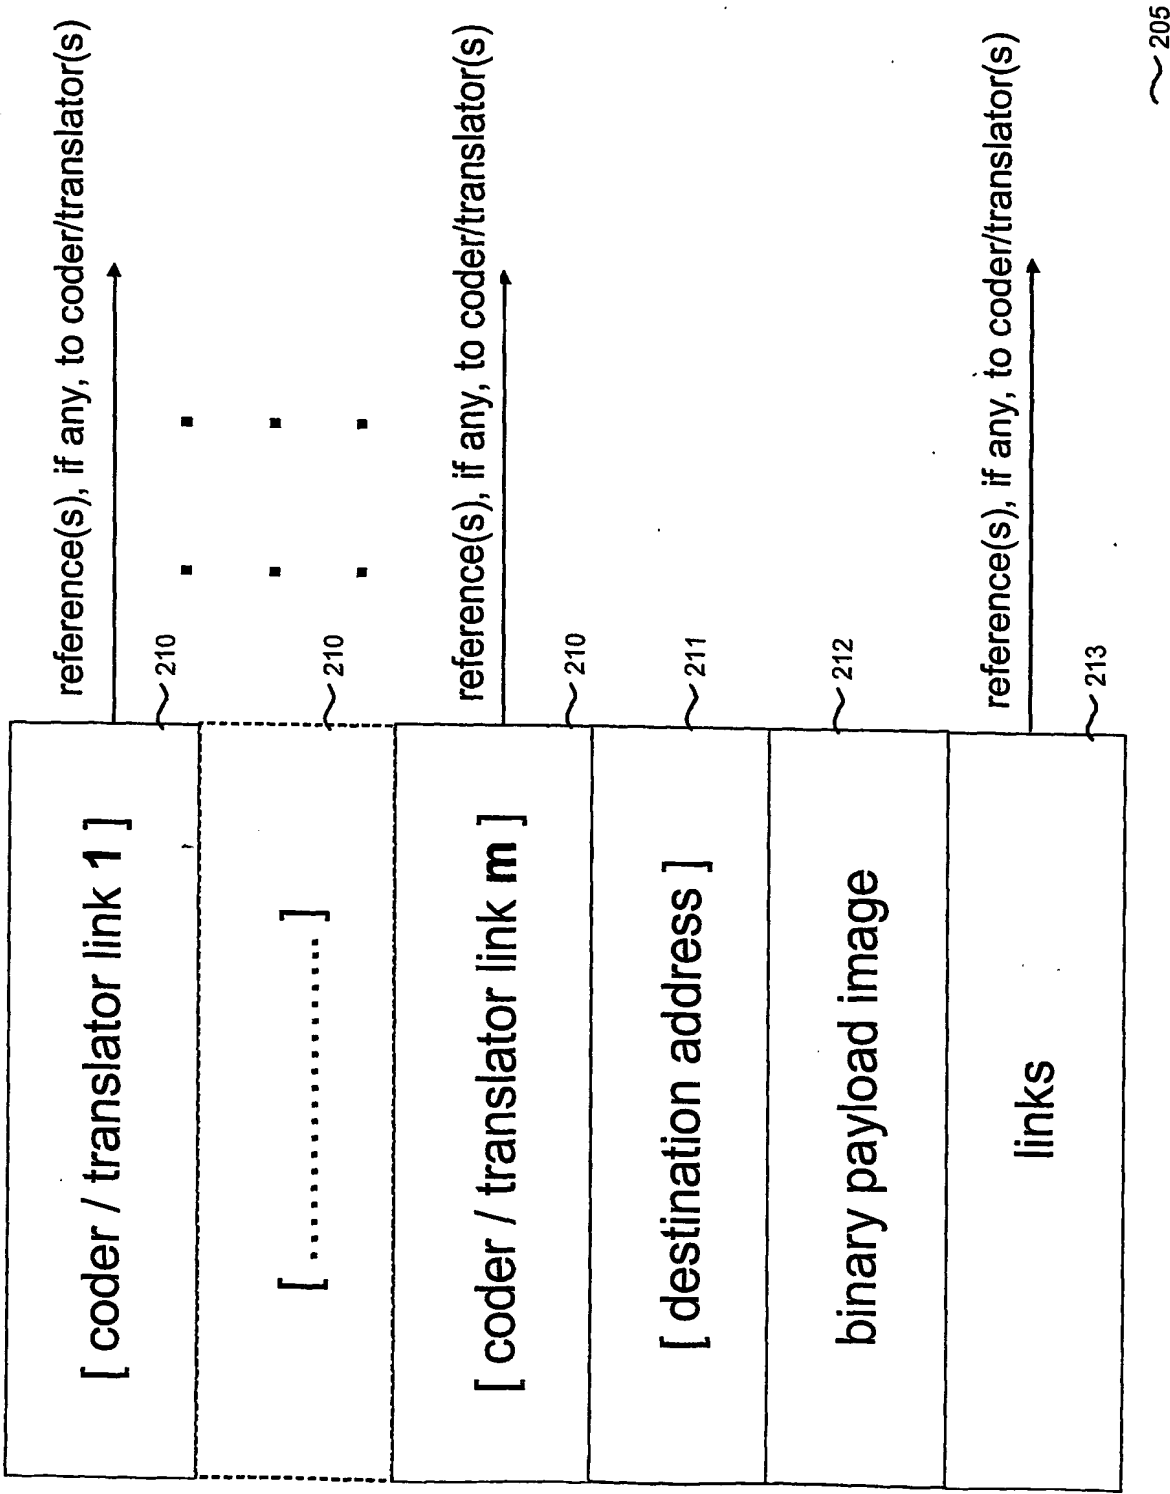 reference(s), if any, to coder/translator(s)
[ coder / translator link 1 ]
210
[ .................... ]
210
reference(s), if any, to coder/translator(s)
[ coder / translator link m ]
210
[ destination address ]
211
binary payload image
212
reference(s), if any, to coder/translator(s)
links
213
205